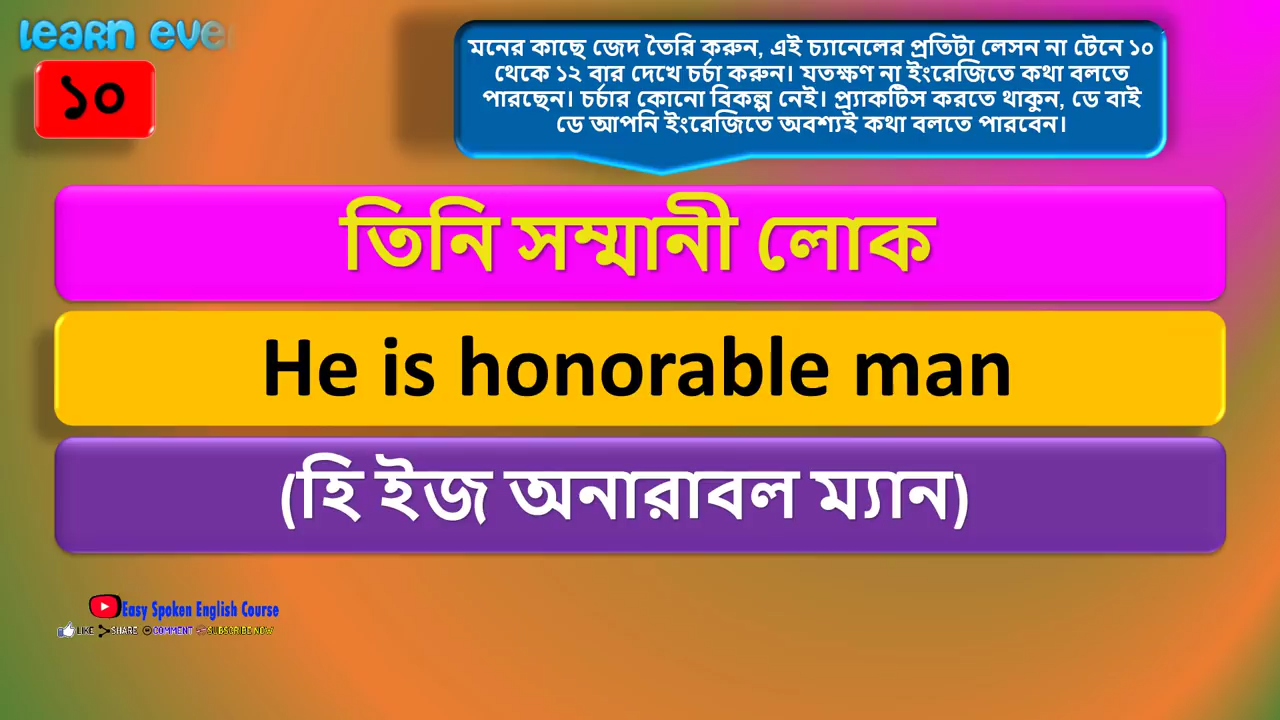 Learn Eve
১০
মনের কাছে জেদ তৈরি করুন, এই চ্যানেলের প্রতিটা লেসন না টেনে ১০
থেকে ১২ বার দেখে চর্চা করুন। যতক্ষণ না ইংরেজিতে কথা বলতে
পারছেন। চর্চার কোনো বিকল্প নেই। প্র্যাকটিস করতে থাকুন, ডে বাই
ডে আপনি ইংরেজিতে অবশ্যই কথা বলতে পারবেন।
তিনি সম্মানী লোক
He is honorable man
(হি ইজ অনারাবল ম্যান)
Easy Spoken English Course
LIKE SHARE COMMENT SUBSCRIBE NOW